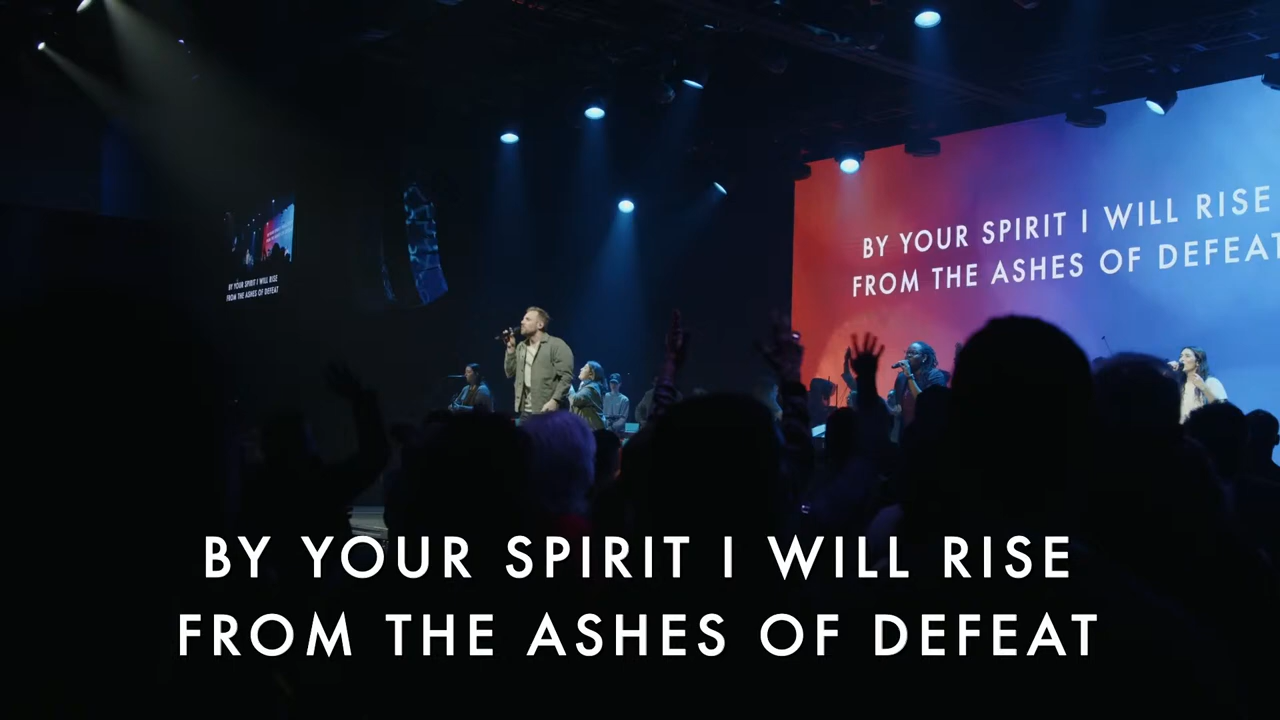 BY YOUR SPIRIT I WILL RISE
FROM THE ASHES OF DEFEAT
BY YOUR SPIRIT I WILL RISE
FROM THE ASHES OF DEFEAT
BY YOUR SPIRIT I WILL RISE
FROM THE ASHES OF DEFEAT